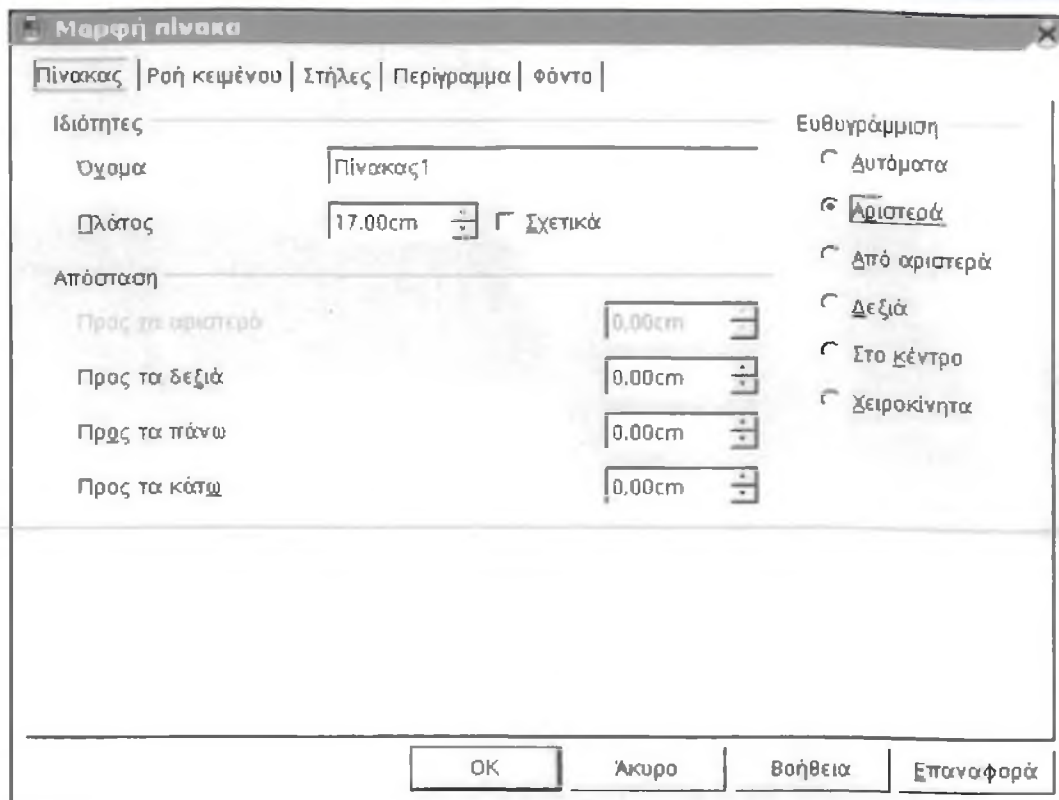 Μορφή πίνακα
Πίνακας Ροή κειμένου Στήλες Περίγραμμα Φόντο
Ιδιότητες
Όνομα Πίνακας1
Πλάτος 17.00cm Σχετικά
Απόσταση
Προς τα αριστερά 0.00cm
Προς τα δεξιά 0.00cm
Προς τα πάνω 0.00cm
Προς τα κάτω 0.00cm
Ευθυγράμμιση
Αυτόματα
Αριστερά
Από αριστερά
Δεξιά
Στο κέντρο
Χειροκίνητα
OK Άκυρο Βοήθεια Επαναφορά